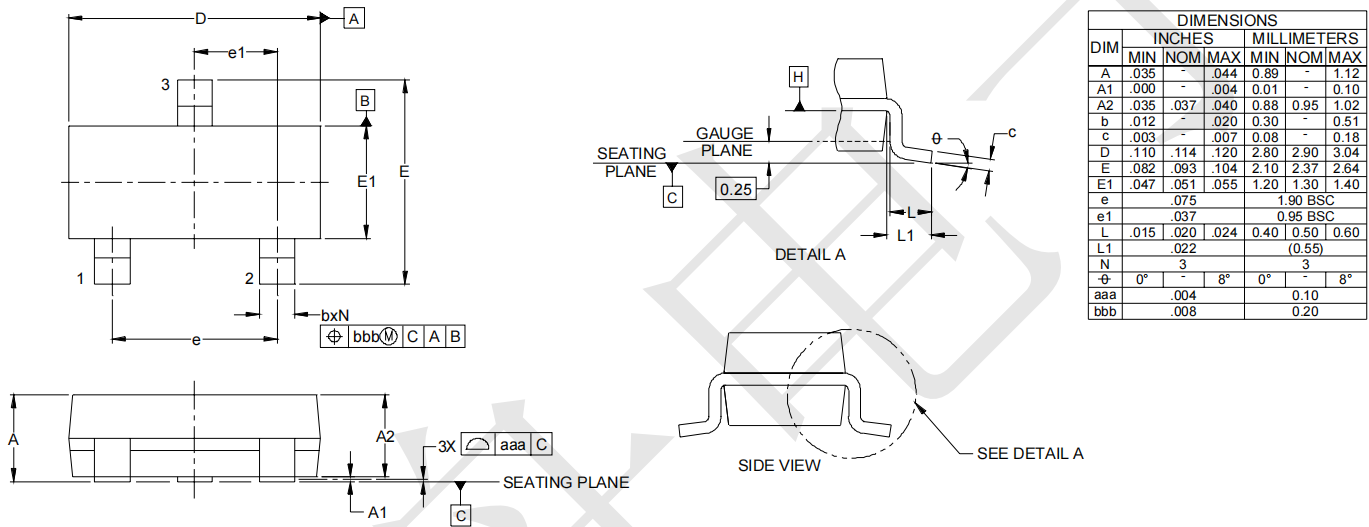 D
A
e1
3
B
E1
E
1
2
bxN
bbb M C A B
e
A
A2
3X aaa C
SEATING PLANE
A1
C
H
GAUGE
PLANE
SEATING
PLANE
C
0.25
θ
c
L
L1
DETAIL A
SIDE VIEW
SEE DETAIL A
DIMENSIONS
DIM INCHES MILLIMETERS
MIN NOM MAX MIN NOM MAX
A .035 - .044 0.89 - 1.12
A1 .000 - .004 0.01 - 0.10
A2 .035 .037 .040 0.88 0.95 1.02
b .012 - .020 0.30 - 0.51
c .003 - .007 0.08 - 0.18
D .110 .114 .120 2.80 2.90 3.04
E .082 .093 .104 2.10 2.37 2.64
E1 .047 .051 .055 1.20 1.30 1.40
e .075 1.90 BSC
e1 .037 0.95 BSC
L .015 .020 .024 0.40 0.50 0.60
L1 .022 (0.55)
N 3 3
θ 0° - 8° 0° - 8°
aaa .004 0.10
bbb .008 0.20